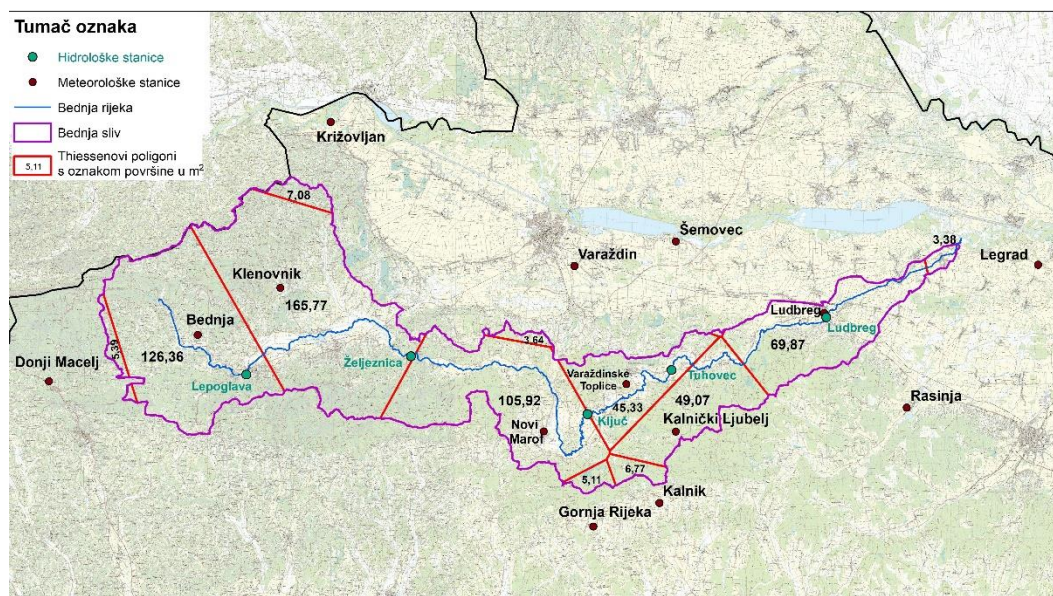 Tumač oznaka
Hidrološke stanice
Meteorološke stanice
Bednja rijeka
Bednja sliv
5,11
Thiessenovi poligoni
s oznakom površine u m²
Križovljan
7,08
Šemovec
3,38
Varaždin
Legrad
Klenovnik
165,77
Bednja
Ludbreg
Ludbreg
126,36
5,39
Donji Macelj
Željeznica
3,64
69,87
Lepoglava
Varaždinske
Toplice
Tuhovec
105,92
45,33
49,07
Rasinja
Novi
Marof
Ključ
Kalnički Ljubelj
5,11
6,77
Kalnik
Gornja Rijeka